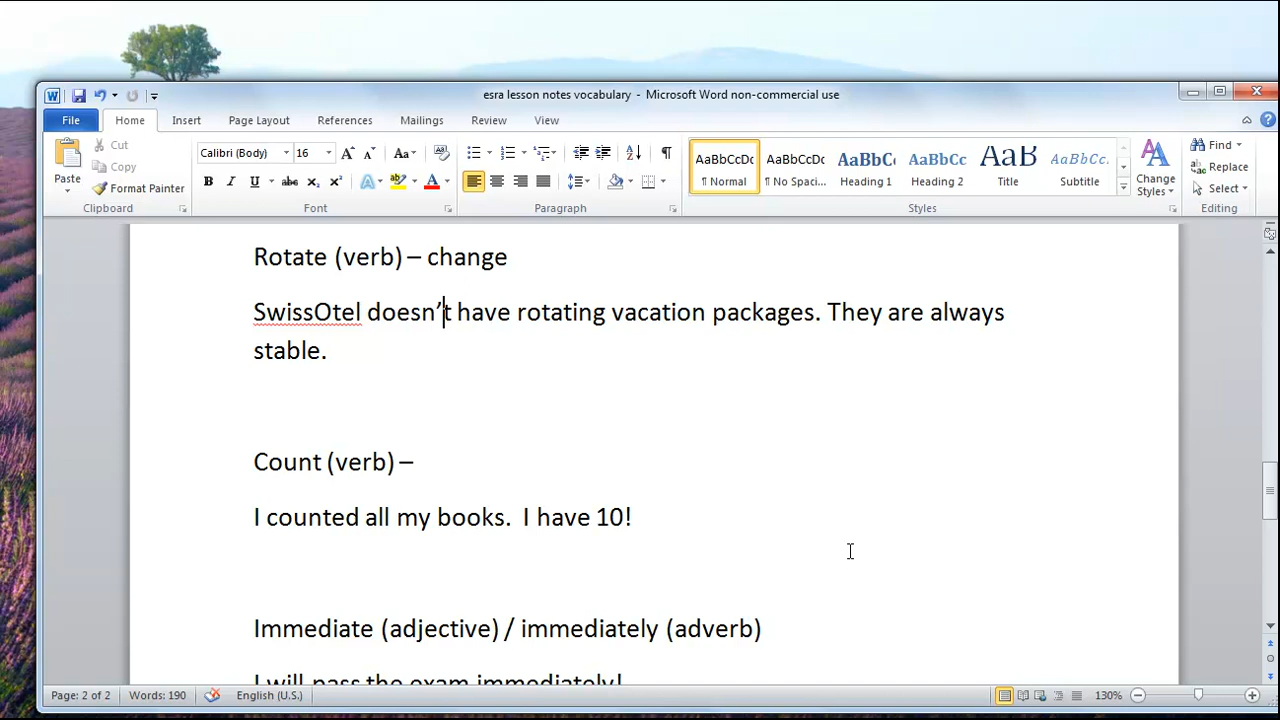 esra lesson notes vocabulary - Microsoft Word non-commercial use
File Home Insert Page Layout References Mailings Review View
Paste
Cut
Copy
Format Painter
Clipboard
Calibri (Body) 16
Font
Paragraph
AaBbCcDc AaBbCcDc AaBbC AaBbCc AaB AaBbCc.
¶ Normal ¶ No Spaci... Heading 1 Heading 2 Title Subtitle
Change Styles
Styles
Find
Replace
Select
Editing
Rotate (verb) – change
SwissOtel doesn’t have rotating vacation packages. They are always
stable.
Count (verb) –
I counted all my books.  I have 10!
Immediate (adjective) / immediately (adverb)
I will pass the exam immediately!
Page: 2 of 2 Words: 190 English (U.S.) 130%